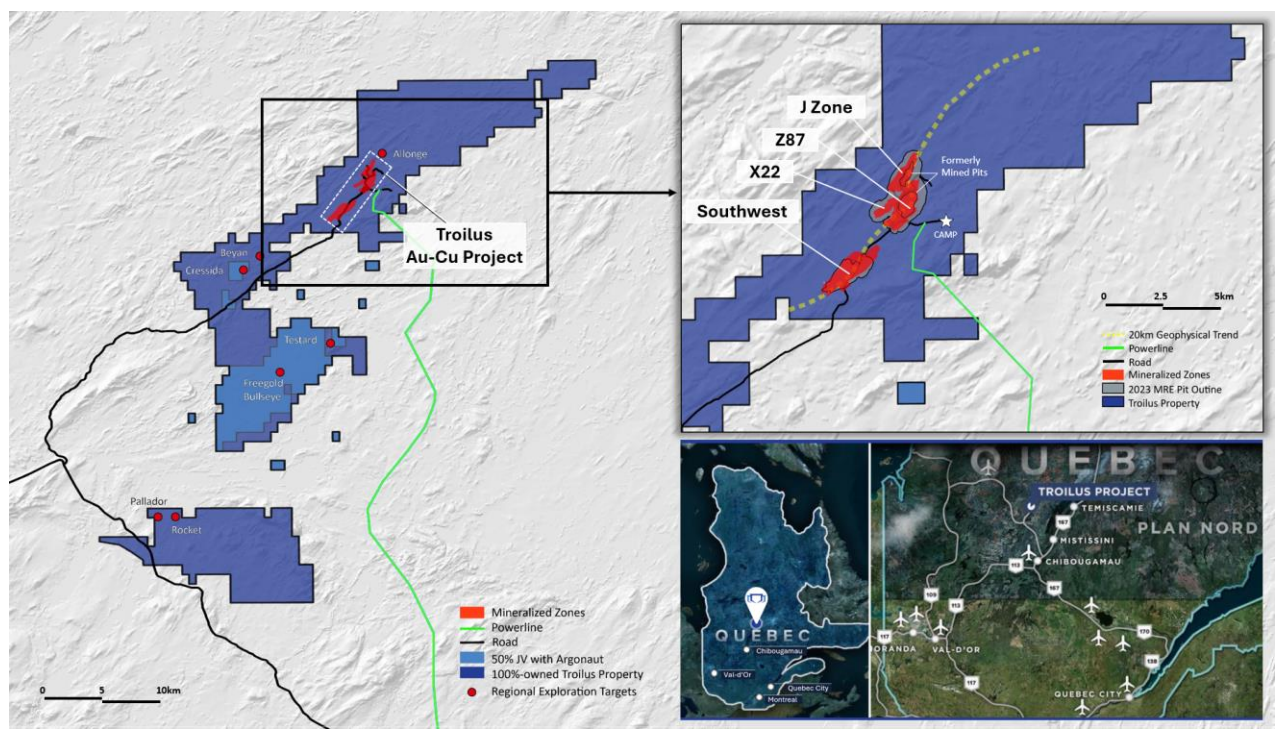 Allonge
Troilus
Au-Cu Project
Beyan
Cressida
Testard
Freegold
Bullseye
Pallador
Rocket
Mineralized Zones
Powerline
Road
50% JV with Argonaut
100%-owned Troilus Property
Regional Exploration Targets
0 5 10km
J Zone
Z87
X22
Southwest
Formerly
Mined Pits
CAMP
0 2.5 5km
20km Geophysical Trend
Powerline
Road
Mineralized Zones
2023 MRE Pit Outine
Troilus Property
QUEBEC
Chibougamau
Val-d'Or
Quebec City
Montreal
QUEBEC
TROILUS PROJECT
TEMISCAMIE
167
PLAN NORD
MISTISSINI
CHIBOUGAMAU
113
167
109
113
117
ORANDA
VAL-D'OR
170
138
117
QUEBEC CITY